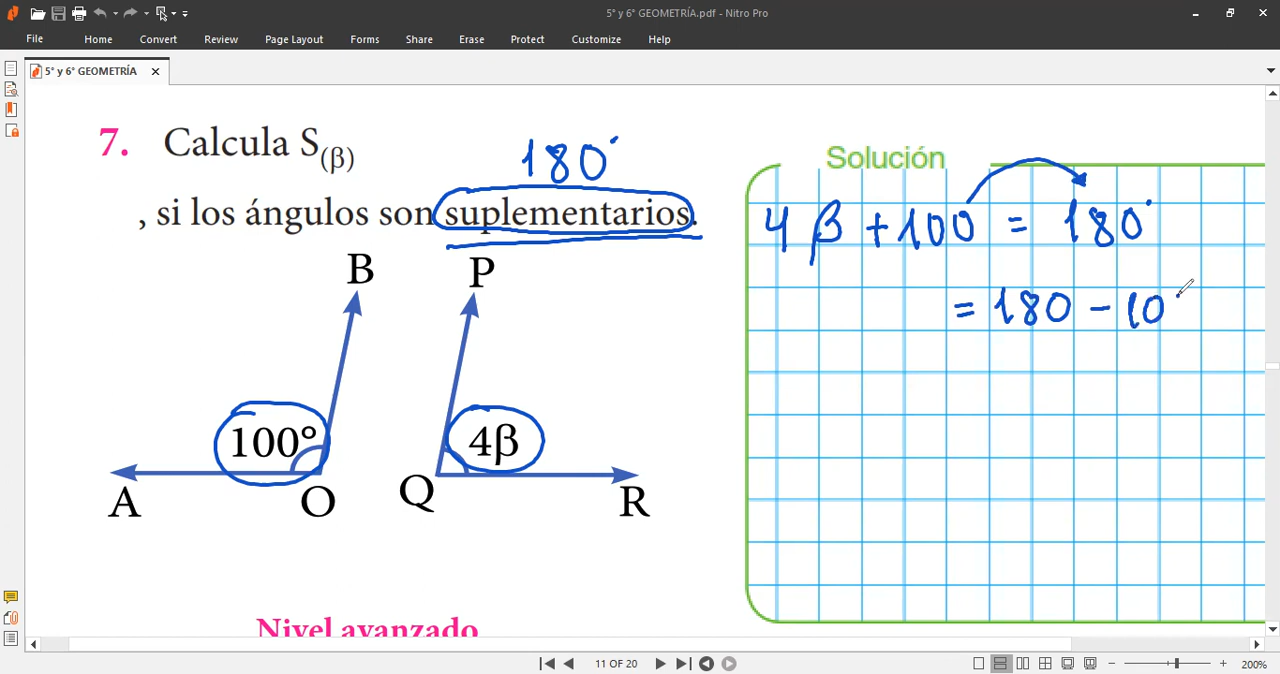 5° y 6° GEOMETRÍA.pdf - Nitro Pro
File Home Convert Review Page Layout Forms Share Erase Protect Customize Help
5° y 6° GEOMETRÍA
7. Calcula S(β)
180°
, si los ángulos son suplementarios.
B
P
100°
4β
A
O
Q
R
Solución
4β + 100 = 180°
= 180 - 10
Nivel avanzado
11 OF 20
200%